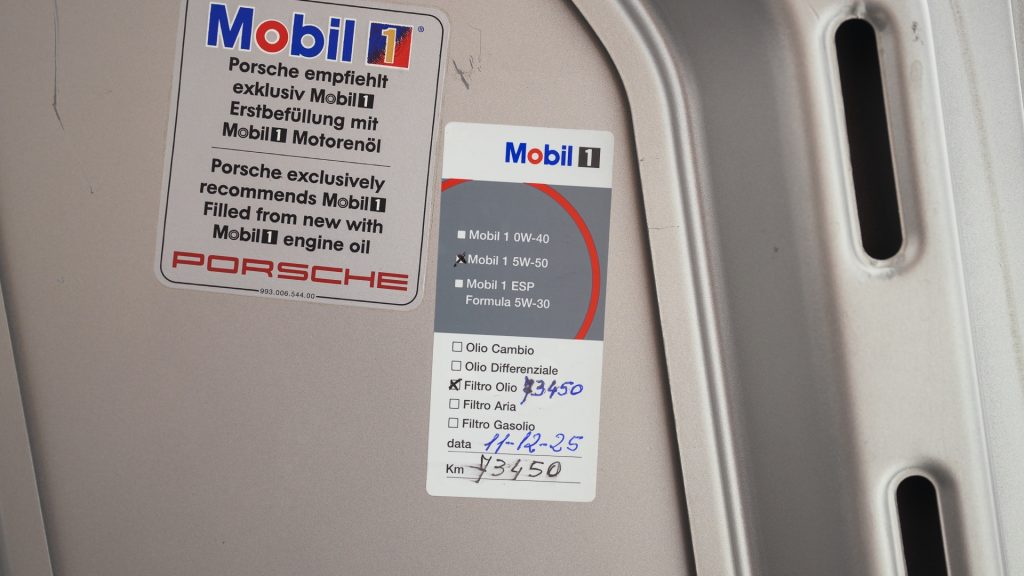 Mobil 1®
Porsche empfiehlt
exklusiv Mobil 1
Erstbefüllung mit
Mobil 1 Motorenöl
Porsche exclusively
recommends Mobil 1
Filled from new with
Mobil 1 engine oil
PORSCHE
993.006.544.00
Mobil 1
Mobil 1 0W-40
Mobil 1 5W-50
Mobil 1 ESP
Formula 5W-30
Olio Cambio
Olio Differenziale
Filtro Olio 73450
Filtro Aria
Filtro Gasolio
data 11-12-25
Km 73450